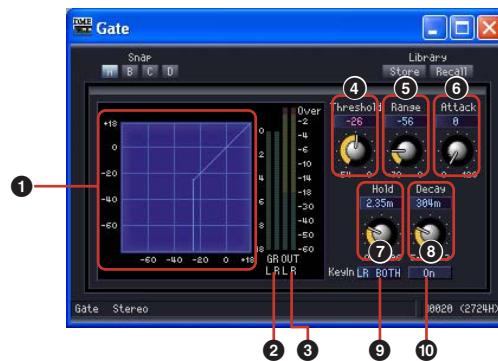 DME Gate
Snap
A B C D
Library
Store Recall
4 5 6
Threshold Range Attack
-26 -56 0
1
+18
0
-20
-40
-60
-60 -40 -20 0 +18
Over
-2
-4
-6
-10
-14
-18
-30
-40
-50
-60
GR OUT
L R L R
Hold Decay
2.35m 304m
7 8
KeyIn LR BOTH On
Gate Stereo
2 3 9 10